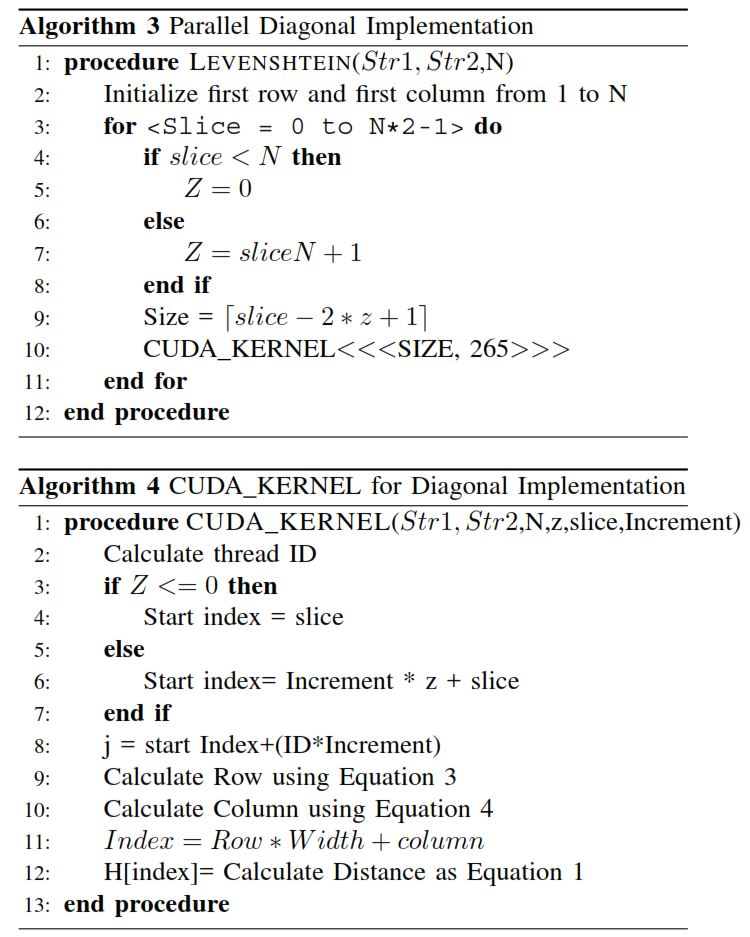 Algorithm 3 Parallel Diagonal Implementation
1: procedure LEVENSHTEIN(Str1, Str2,N)
2: Initialize first row and first column from 1 to N
3: for <Slice = 0 to N*2-1> do
4: if slice < N then
5: Z = 0
6: else
7: Z = sliceN + 1
8: end if
9: Size = ⌈slice − 2 ∗ z + 1⌉
10: CUDA_KERNEL<<<SIZE, 265>>>
11: end for
12: end procedure
Algorithm 4 CUDA_KERNEL for Diagonal Implementation
1: procedure CUDA_KERNEL(Str1, Str2,N,z,slice,Increment)
2: Calculate thread ID
3: if Z <= 0 then
4: Start index = slice
5: else
6: Start index= Increment * z + slice
7: end if
8: j = start Index+(ID*Increment)
9: Calculate Row using Equation 3
10: Calculate Column using Equation 4
11: Index = Row ∗ Width + column
12: H[index]= Calculate Distance as Equation 1
13: end procedure